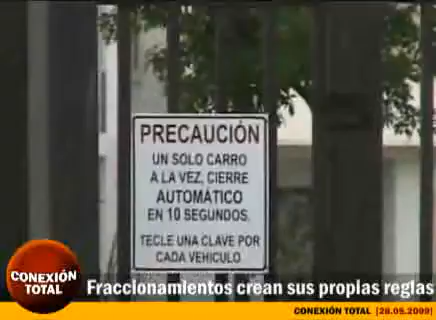 PRECAUCIÓN
UN SOLO CARRO
A LA VEZ, CIERRE
AUTOMÁTICO
EN 10 SEGUNDOS.
TECLE UNA CLAVE POR
CADA VEHICULO
CONEXIÓN
TOTAL
Fraccionamientos crean sus propias reglas
CONEXIÓN TOTAL [28.05.2009]